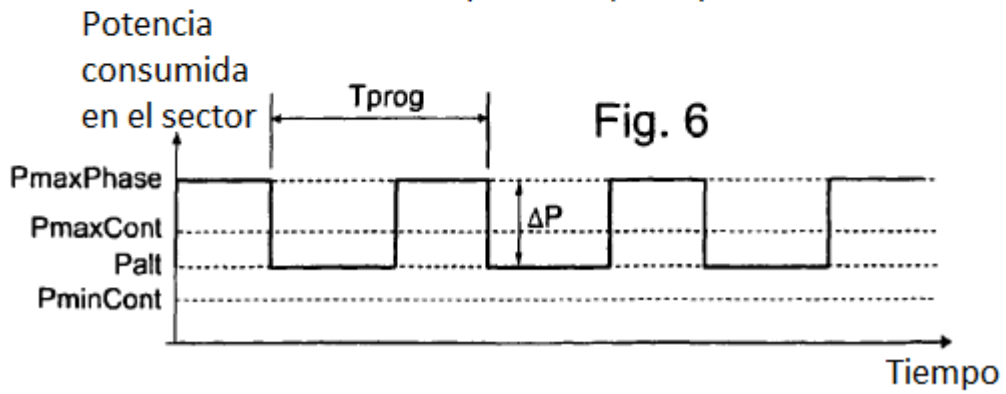 Potencia
consumida
en el sector
Tprog
Fig. 6
PmaxPhase
PmaxCont
ΔP
Palt
PminCont
Tiempo